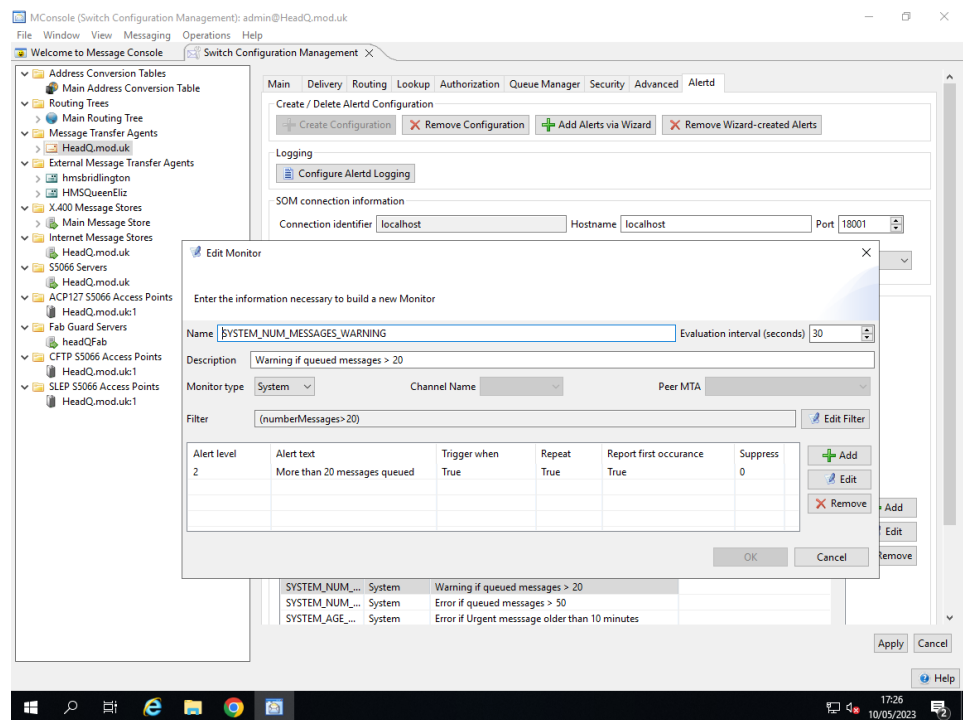 MConsole (Switch Configuration Management): admin@HeadQ.mod.uk
File Window View Messaging Operations Help
Welcome to Message Console
Switch Configuration Management
Address Conversion Tables
Main Address Conversion Table
Routing Trees
Main Routing Tree
Message Transfer Agents
HeadQ.mod.uk
External Message Transfer Agents
hmsbridlington
HMSQueenEliz
X.400 Message Stores
Main Message Store
Internet Message Stores
HeadQ.mod.uk
S5066 Servers
HeadQ.mod.uk
ACP127 S5066 Access Points
HeadQ.mod.uk:1
Fab Guard Servers
headQFab
CFTP S5066 Access Points
HeadQ.mod.uk:1
SLEP S5066 Access Points
HeadQ.mod.uk:1
Main Delivery Routing Lookup Authorization Queue Manager Security Advanced Alertd
Create / Delete Alertd Configuration
Create Configuration Remove Configuration Add Alerts via Wizard Remove Wizard-created Alerts
Logging
Configure Alertd Logging
SOM connection information
Connection identifier localhost Hostname localhost Port 18001
Edit Monitor
Enter the information necessary to build a new Monitor
Name SYSTEM_NUM_MESSAGES_WARNING Evaluation interval (seconds) 30
Description Warning if queued messages > 20
Monitor type System Channel Name Peer MTA
Filter (numberMessages>20) Edit Filter
Alert level Alert text Trigger when Repeat Report first occurance Suppress
2 More than 20 messages queued True True True 0
Add
Edit
Remove
OK Cancel
Add
Edit
Remove
SYSTEM_NUM_... System Warning if queued messages > 20
SYSTEM_NUM_... System Error if queued messages > 50
SYSTEM_AGE_... System Error if Urgent messsage older than 10 minutes
Apply Cancel
Help
17:26
10/05/2023
2